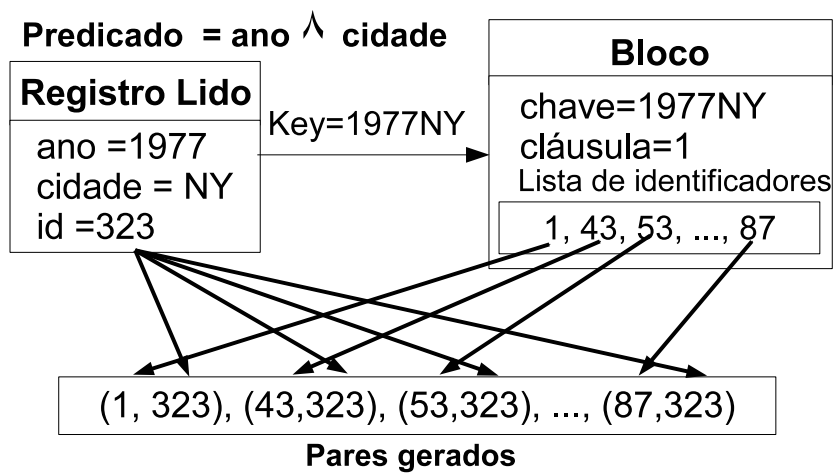 Predicado = ano ⋏ cidade
Registro Lido
ano =1977
cidade = NY
id =323
Key=1977NY
Bloco
chave=1977NY
cláusula=1
Lista de identificadores
1, 43, 53, ..., 87
(1, 323), (43,323), (53,323), ..., (87,323)
Pares gerados